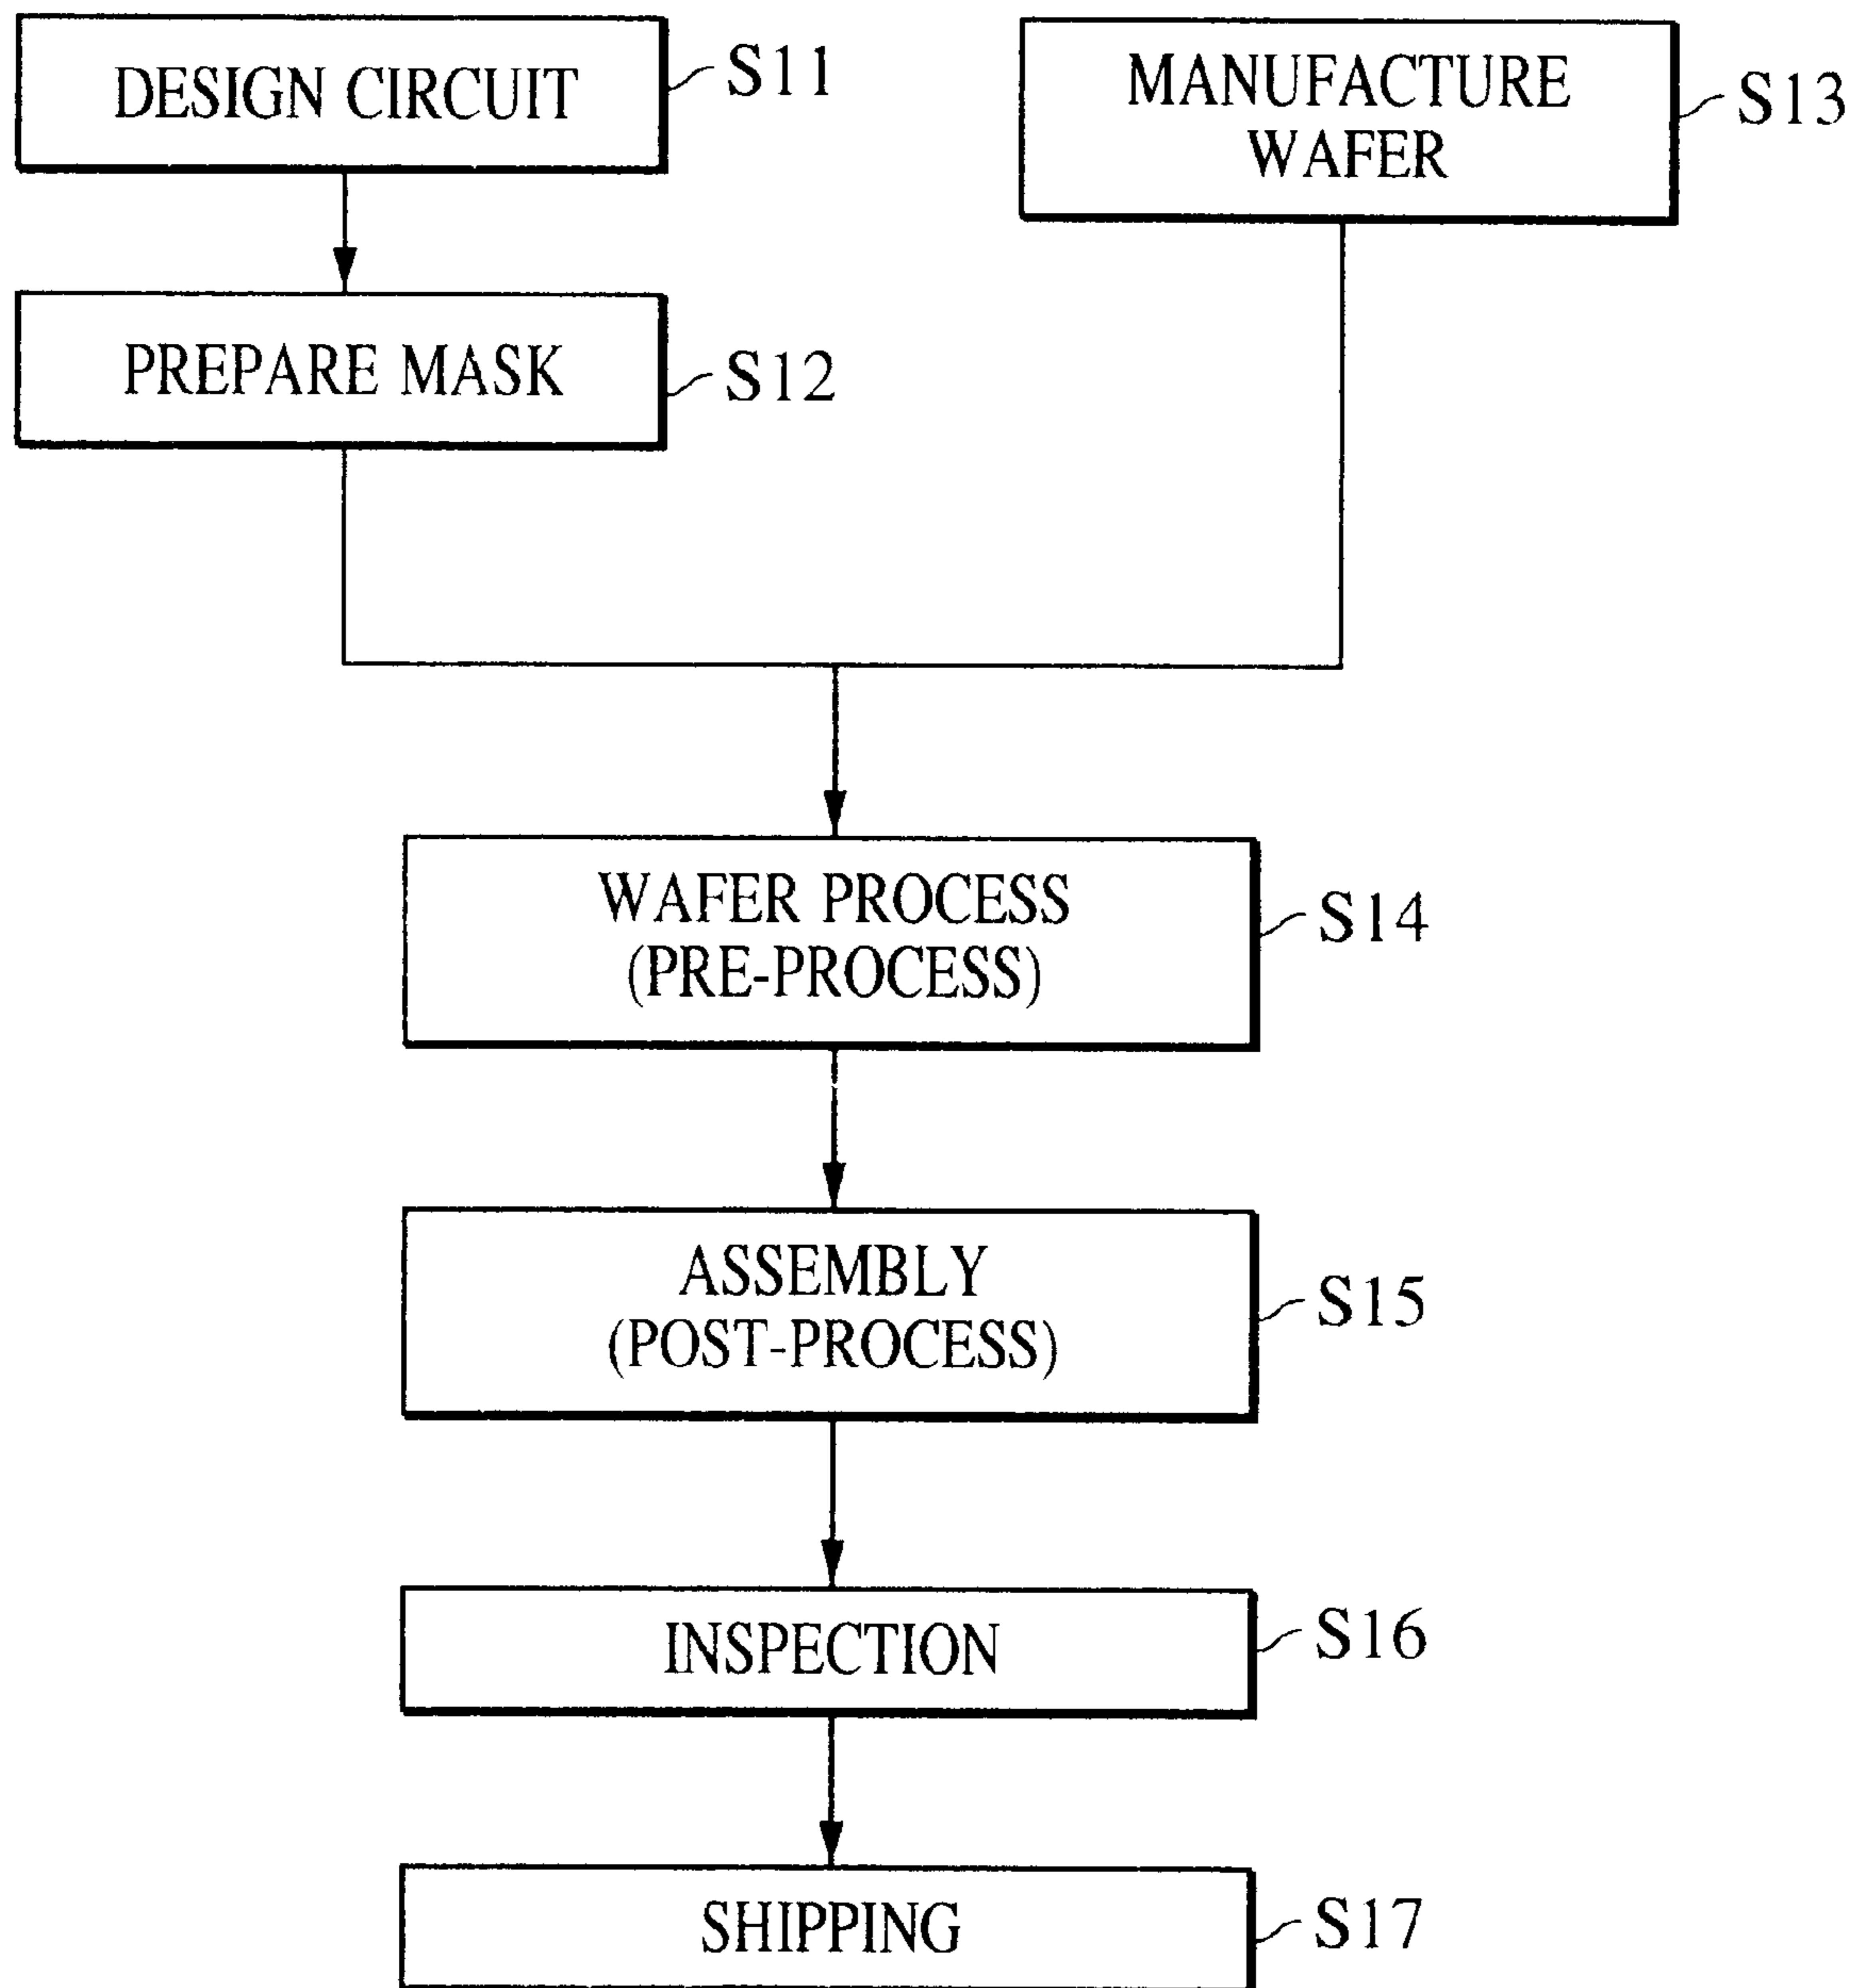 DESIGN CIRCUIT
S11
MANUFACTURE
WAFER
S13
PREPARE MASK
S12
WAFER PROCESS
(PRE-PROCESS)
S14
ASSEMBLY
(POST-PROCESS)
S15
INSPECTION
S16
SHIPPING
S17